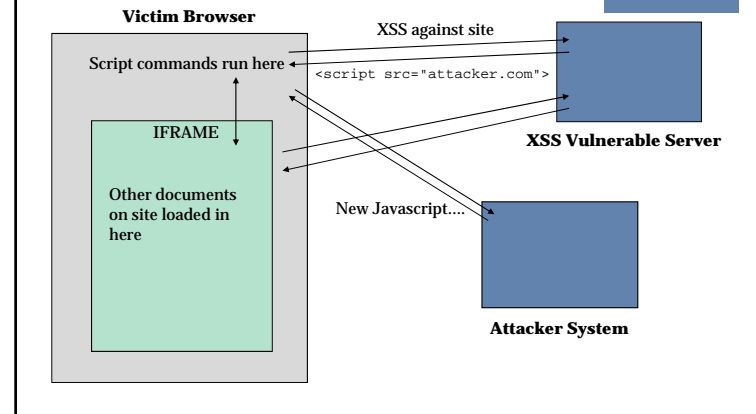 Victim Browser
XSS against site
Script commands run here
<script src="attacker.com">
IFRAME
XSS Vulnerable Server
Other documents
on site loaded in
here
New Javascript....
Attacker System